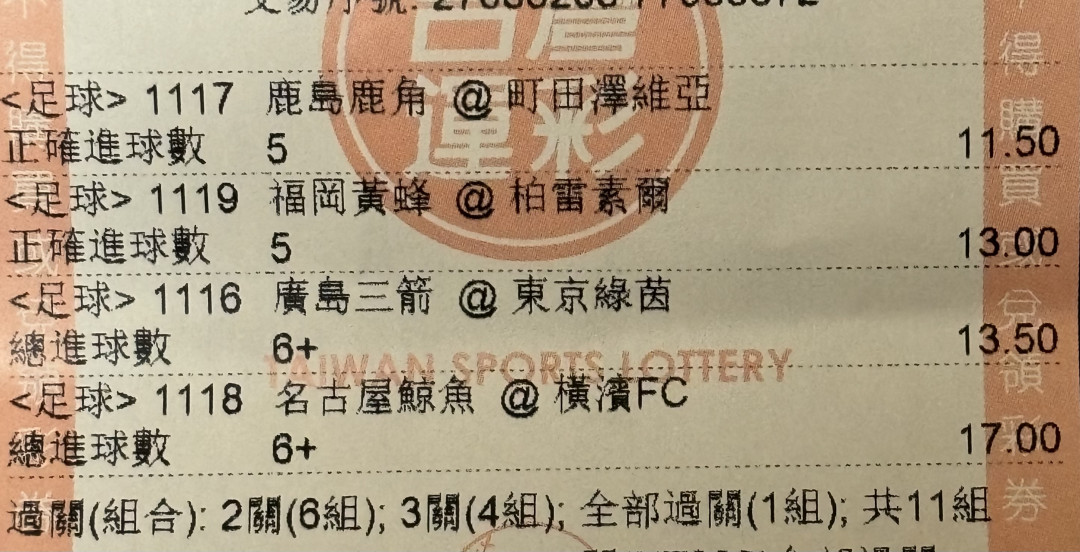 <足球> 1117 鹿島鹿角 @ 町田澤維亞
正確進球數 5 11.50
<足球> 1119 福岡黃蜂 @ 柏雷素爾
正確進球數 5 13.00
<足球> 1116 廣島三箭 @ 東京綠茵
總進球數 6+ 13.50
TAIWAN SPORTS LOTTERY
<足球> 1118 名古屋鯨魚 @ 橫濱FC
總進球數 6+ 17.00
過關(組合): 2關(6組); 3關(4組); 全部過關(1組); 共11組